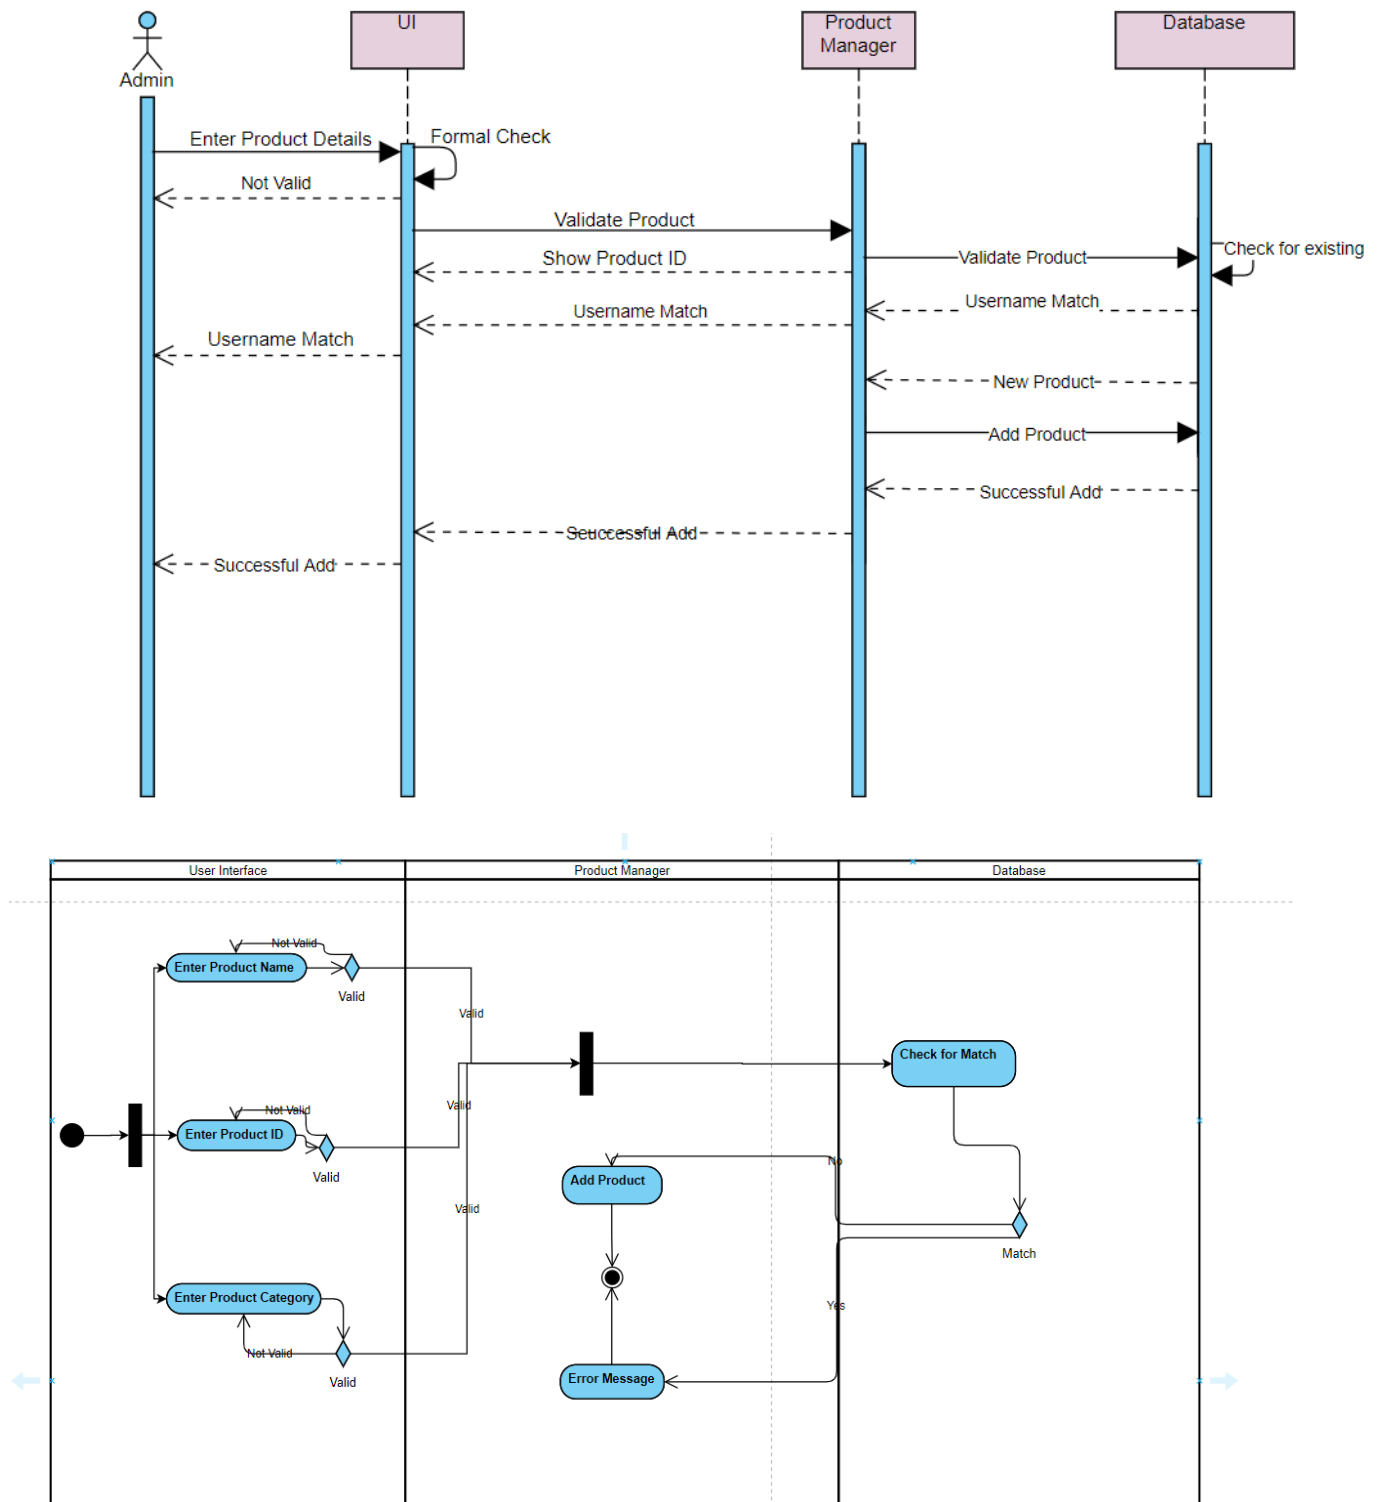 UI
Product
Manager
Database
Admin
Enter Product Details
Formal Check
Not Valid
Validate Product
Show Product ID
Validate Product
Check for existing
Username Match
Username Match
Username Match
New Product
Add Product
Successful Add
Seuccessful Add
Successful Add
User Interface
Product Manager
Database
Not Valid
Enter Product Name
Valid
Valid
Check for Match
Not Valid
Valid
Enter Product ID
Valid
No
Add Product
Valid
Match
Enter Product Category
Yes
Not Valid
Valid
Error Message